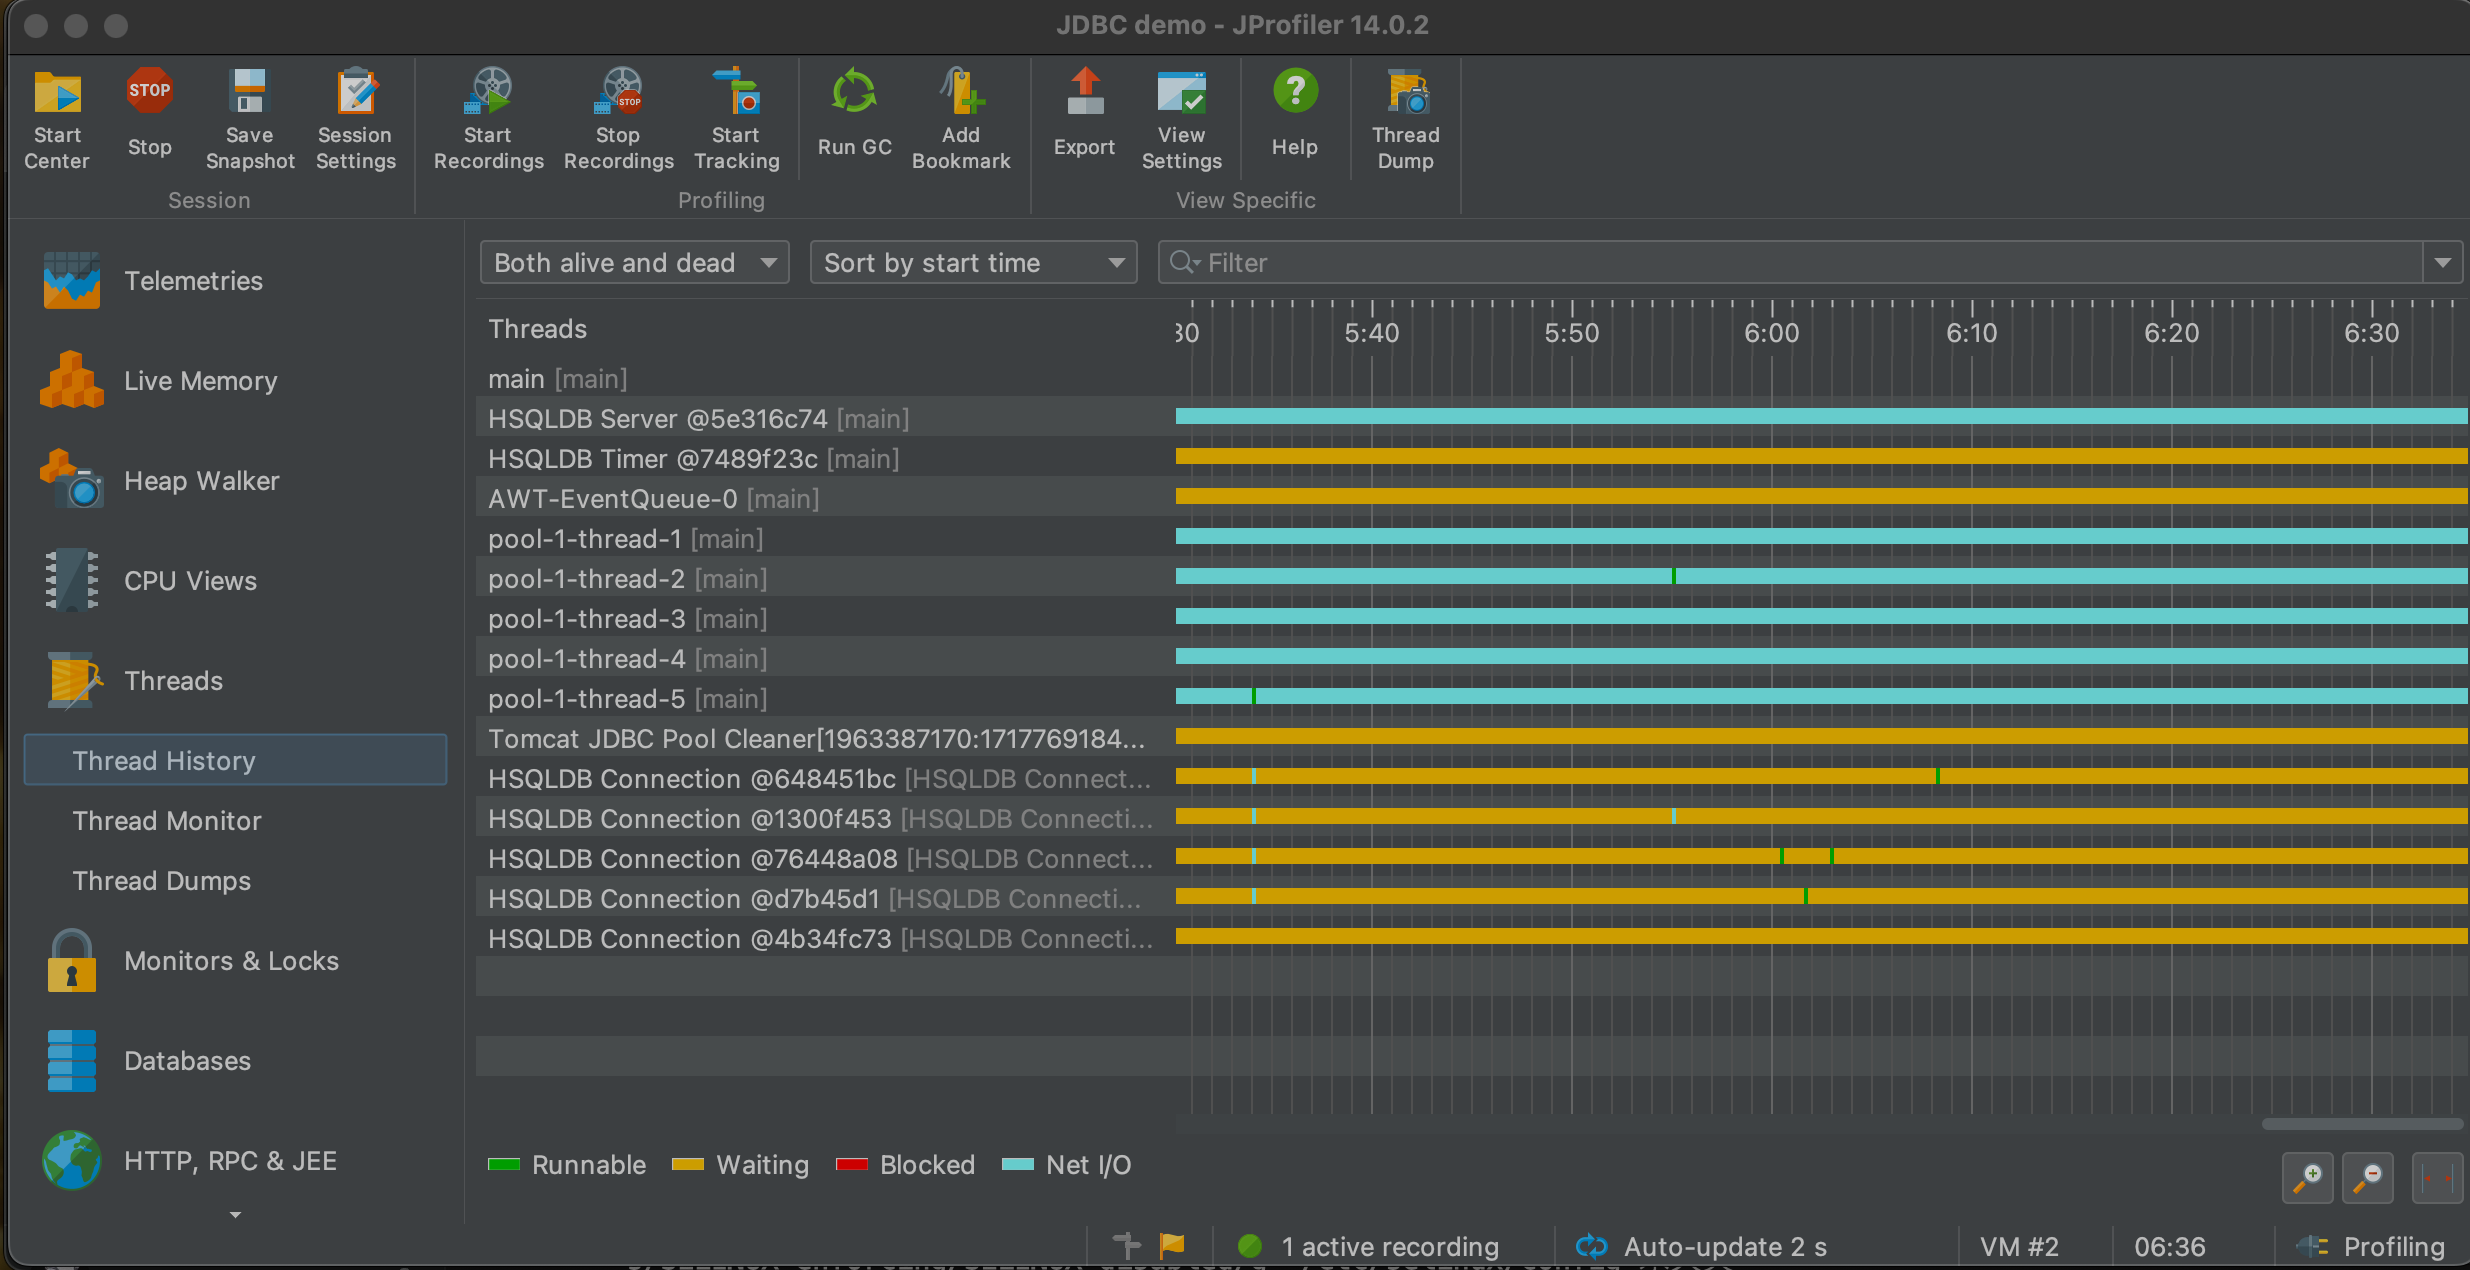 JDBC demo - JProfiler 14.0.2
STOP
STOP
Start Center
Stop
Save Snapshot
Session Settings
Start Recordings
Stop Recordings
Start Tracking
Run GC
Add Bookmark
Export
View Settings
Help
Thread Dump
Session
Profiling
View Specific
Telemetries
Live Memory
Heap Walker
CPU Views
Threads
Thread History
Thread Monitor
Thread Dumps
Monitors & Locks
Databases
HTTP, RPC & JEE
Both alive and dead
Sort by start time
Filter
Threads
30 5:40 5:50 6:00 6:10 6:20 6:30
main [main]
HSQLDB Server @5e316c74 [main]
HSQLDB Timer @7489f23c [main]
AWT-EventQueue-0 [main]
pool-1-thread-1 [main]
pool-1-thread-2 [main]
pool-1-thread-3 [main]
pool-1-thread-4 [main]
pool-1-thread-5 [main]
Tomcat JDBC Pool Cleaner[1963387170:1717769184...
HSQLDB Connection @648451bc [HSQLDB Connect...
HSQLDB Connection @1300f453 [HSQLDB Connecti...
HSQLDB Connection @76448a08 [HSQLDB Connect...
HSQLDB Connection @d7b45d1 [HSQLDB Connecti...
HSQLDB Connection @4b34fc73 [HSQLDB Connecti...
Runnable Waiting Blocked Net I/O
1 active recording
Auto-update 2 s
VM #2
06:36
Profiling